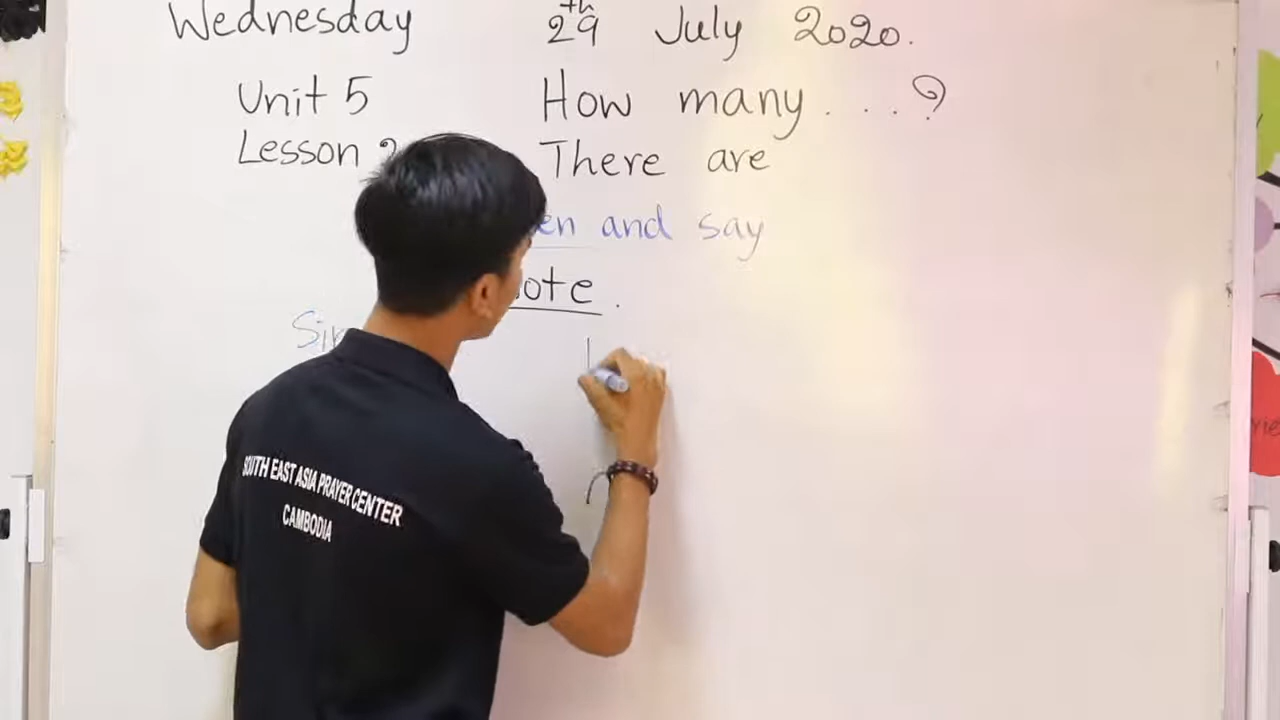 Wednesday 29th July 2020.
Unit 5 How many . . . ?
Lesson There are
and say
.
SOUTH EAST ASIA PRAYER CENTER
CAMBODIA